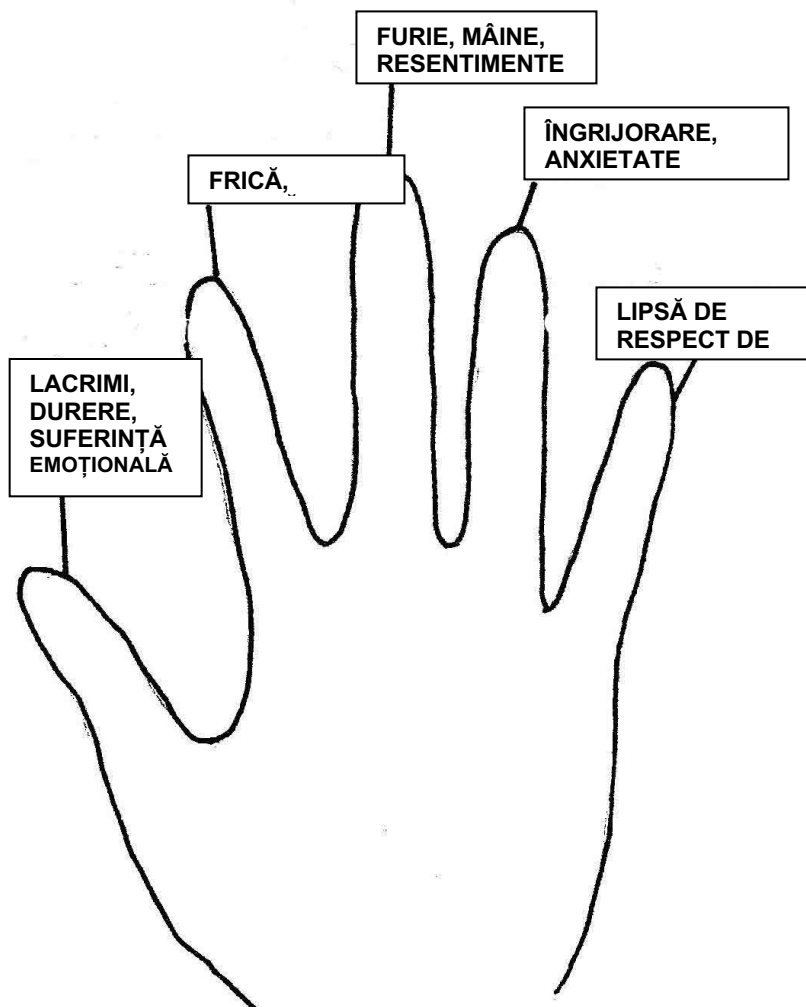 FURIE, MÂINE,
RESENTIMENTE
ÎNGRIJORARE,
ANXIETATE
FRICĂ,
LIPSĂ DE
RESPECT DE
LACRIMI,
DURERE,
SUFERINȚĂ
EMOȚIONALĂ